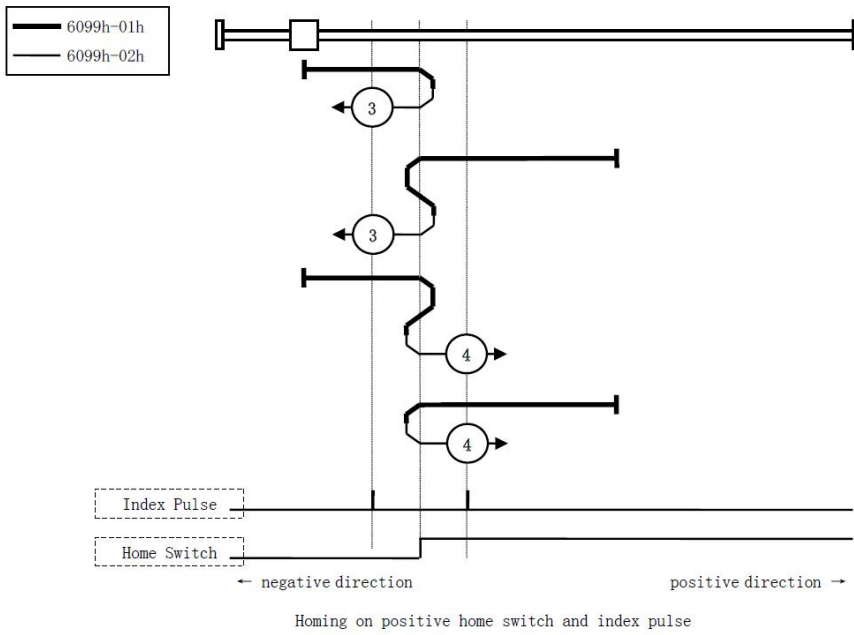 6099h-01h
6099h-02h
3
3
4
4
Index Pulse
Home Switch
← negative direction
positive direction →
Homing on positive home switch and index pulse